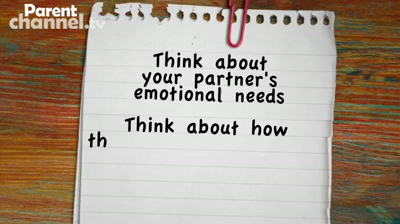 Parent
channel.tv
Think about
your partner's
emotional needs
Think about how
th